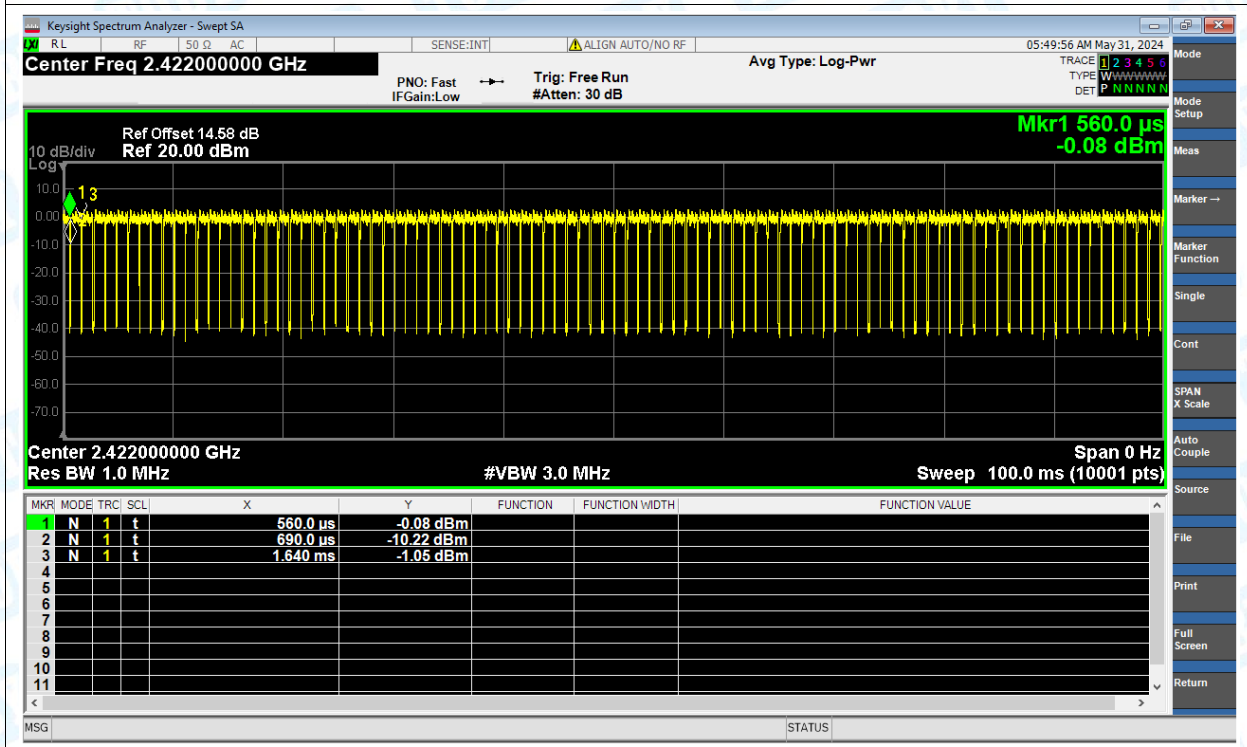 Keysight Spectrum Analyzer - Swept SA
LXI RL RF 50 Ω AC SENSE:INT ALIGN AUTO/NO RF 05:49:56 AM May 31, 2024
Center Freq 2.422000000 GHz
PNO: Fast
IFGain:Low
Trig: Free Run
#Atten: 30 dB
Avg Type: Log-Pwr
TRACE 1 2 3 4 5 6
TYPE WWWWWW
DET P N N N N N
Mkr1 560.0 µs
-0.08 dBm
Ref Offset 14.58 dB
10 dB/div Ref 20.00 dBm
Log
10.0
0.00
-10.0
-20.0
-30.0
-40.0
-50.0
-60.0
-70.0
1 3
Center 2.422000000 GHz Span 0 Hz
Res BW 1.0 MHz #VBW 3.0 MHz Sweep 100.0 ms (10001 pts)
MKR MODE TRC SCL X Y FUNCTION FUNCTION WIDTH FUNCTION VALUE
1 N 1 t 560.0 µs -0.08 dBm
2 N 1 t 690.0 µs -10.22 dBm
3 N 1 t 1.640 ms -1.05 dBm
4
5
6
7
8
9
10
11
MSG STATUS
Mode
Mode
Setup
Meas
Marker →
Marker
Function
Single
Cont
SPAN
X Scale
Auto
Couple
Source
File
Print
Full
Screen
Return